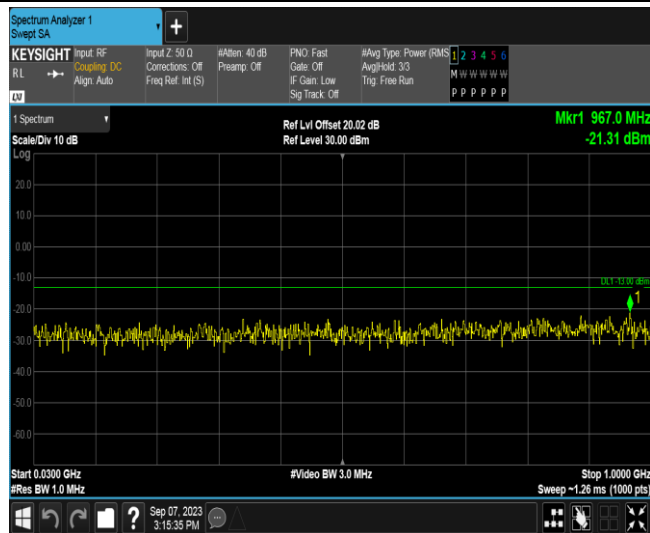 Spectrum Analyzer 1
Swept SA
+
KEYSIGHT
RL
Input: RF
Coupling: DC
Align: Auto
Input Z: 50 Ω
Corrections: Off
Freq Ref: Int (S)
#Atten: 40 dB
Preamp: Off
PNO: Fast
Gate: Off
IF Gain: Low
Sig Track: Off
#Avg Type: Power (RMS
Avg|Hold: 3/3
Trig: Free Run
1 2 3 4 5 6
M W W W W W
P P P P P P
1 Spectrum
Scale/Div 10 dB
Log
Ref Lvl Offset 20.02 dB
Ref Level 30.00 dBm
Mkr1 967.0 MHz
-21.31 dBm
20.0
10.0
0.00
-10.0
DL1 -13.00 dBm
1
-20.0
-30.0
-40.0
-50.0
-60.0
Start 0.0300 GHz
#Res BW 1.0 MHz
#Video BW 3.0 MHz
Stop 1.0000 GHz
Sweep ~1.26 ms (1000 pts)
?
Sep 07, 2023
3:15:35 PM